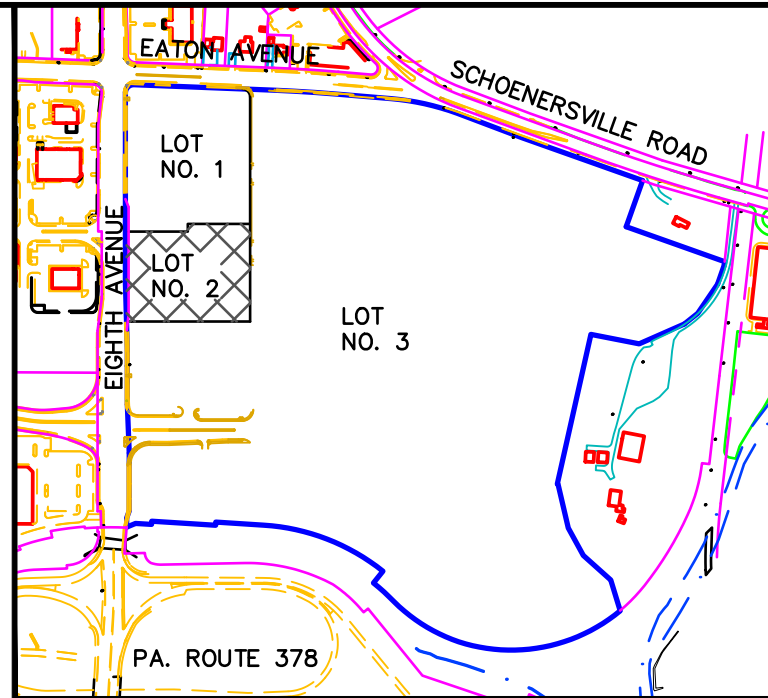 EATON AVENUE
SCHOENERSVILLE ROAD
LOT
NO. 1
EIGHTH AVENUE
LOT
NO. 2
LOT
NO. 3
PA. ROUTE 378